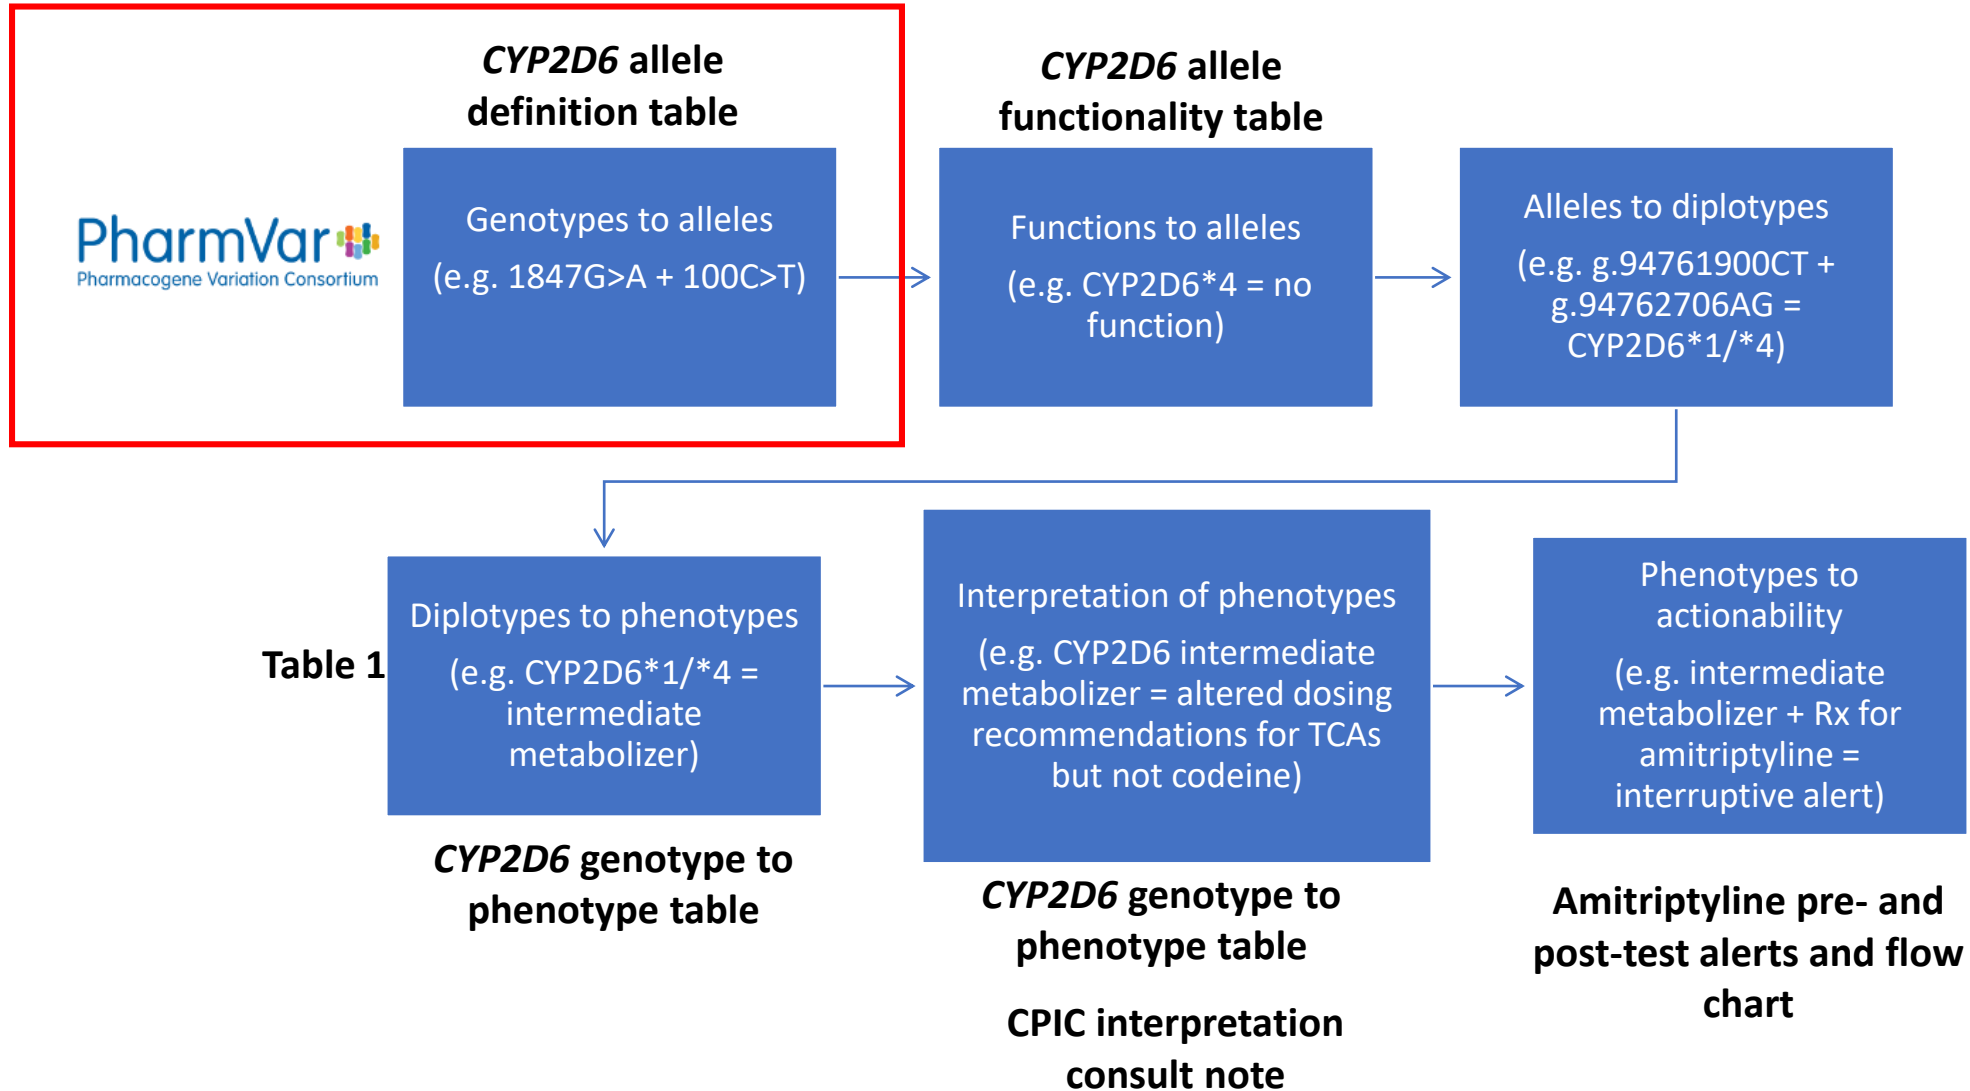 CYP2D6 allele
definition table
CYP2D6 allele
functionality table
PharmVar
Pharmacogene Variation Consortium
Genotypes to alleles
(e.g. 1847G>A + 100C>T)
Functions to alleles
(e.g. CYP2D6*4 = no
function)
Alleles to diplotypes
(e.g. g.94761900CT +
g.94762706AG =
CYP2D6*1/*4)
Table 1
Diplotypes to phenotypes
(e.g. CYP2D6*1/*4 =
intermediate
metabolizer)
Interpretation of phenotypes
(e.g. CYP2D6 intermediate
metabolizer = altered dosing
recommendations for TCAs
but not codeine)
Phenotypes to
actionability
(e.g. intermediate
metabolizer + Rx for
amitriptyline =
interruptive alert)
CYP2D6 genotype to
phenotype table
CYP2D6 genotype to
phenotype table
CPIC interpretation
consult note
Amitriptyline pre- and
post-test alerts and flow
chart